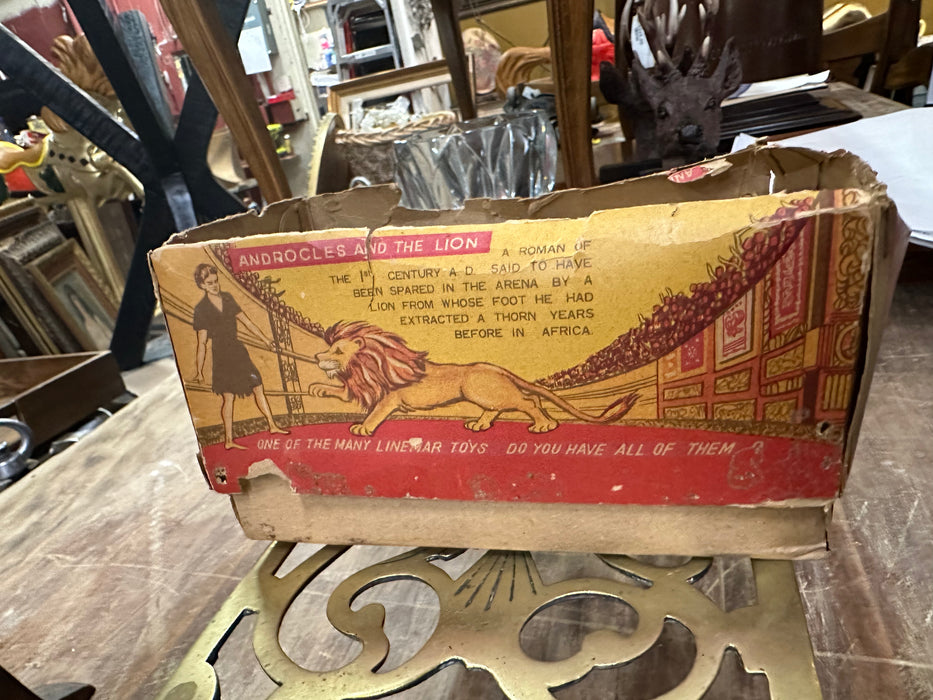 ANDROCLES AND THE LION
A ROMAN OF
THE 1st CENTURY A.D. SAID TO HAVE
BEEN SPARED IN THE ARENA BY A
LION FROM WHOSE FOOT HE HAD
EXTRACTED A THORN YEARS
BEFORE IN AFRICA.
ONE OF THE MANY LINEMAR TOYS DO YOU HAVE ALL OF THEM
AND